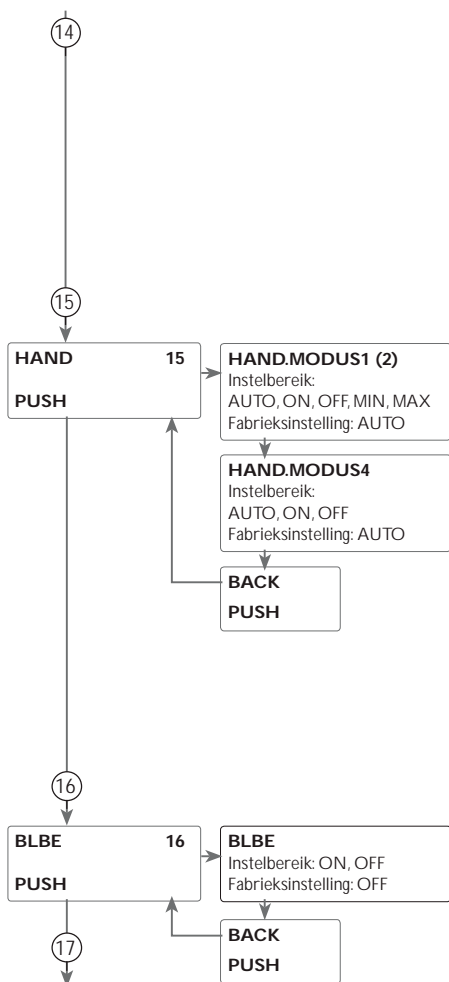 14
15
HAND 15
PUSH
HAND.MODUS1 (2)
Instelbereik:
AUTO, ON, OFF, MIN, MAX
Fabrieksinstelling: AUTO
HAND.MODUS4
Instelbereik:
AUTO, ON, OFF
Fabrieksinstelling: AUTO
BACK
PUSH
16
BLBE 16
PUSH
BLBE
Instelbereik: ON, OFF
Fabrieksinstelling: OFF
BACK
PUSH
17